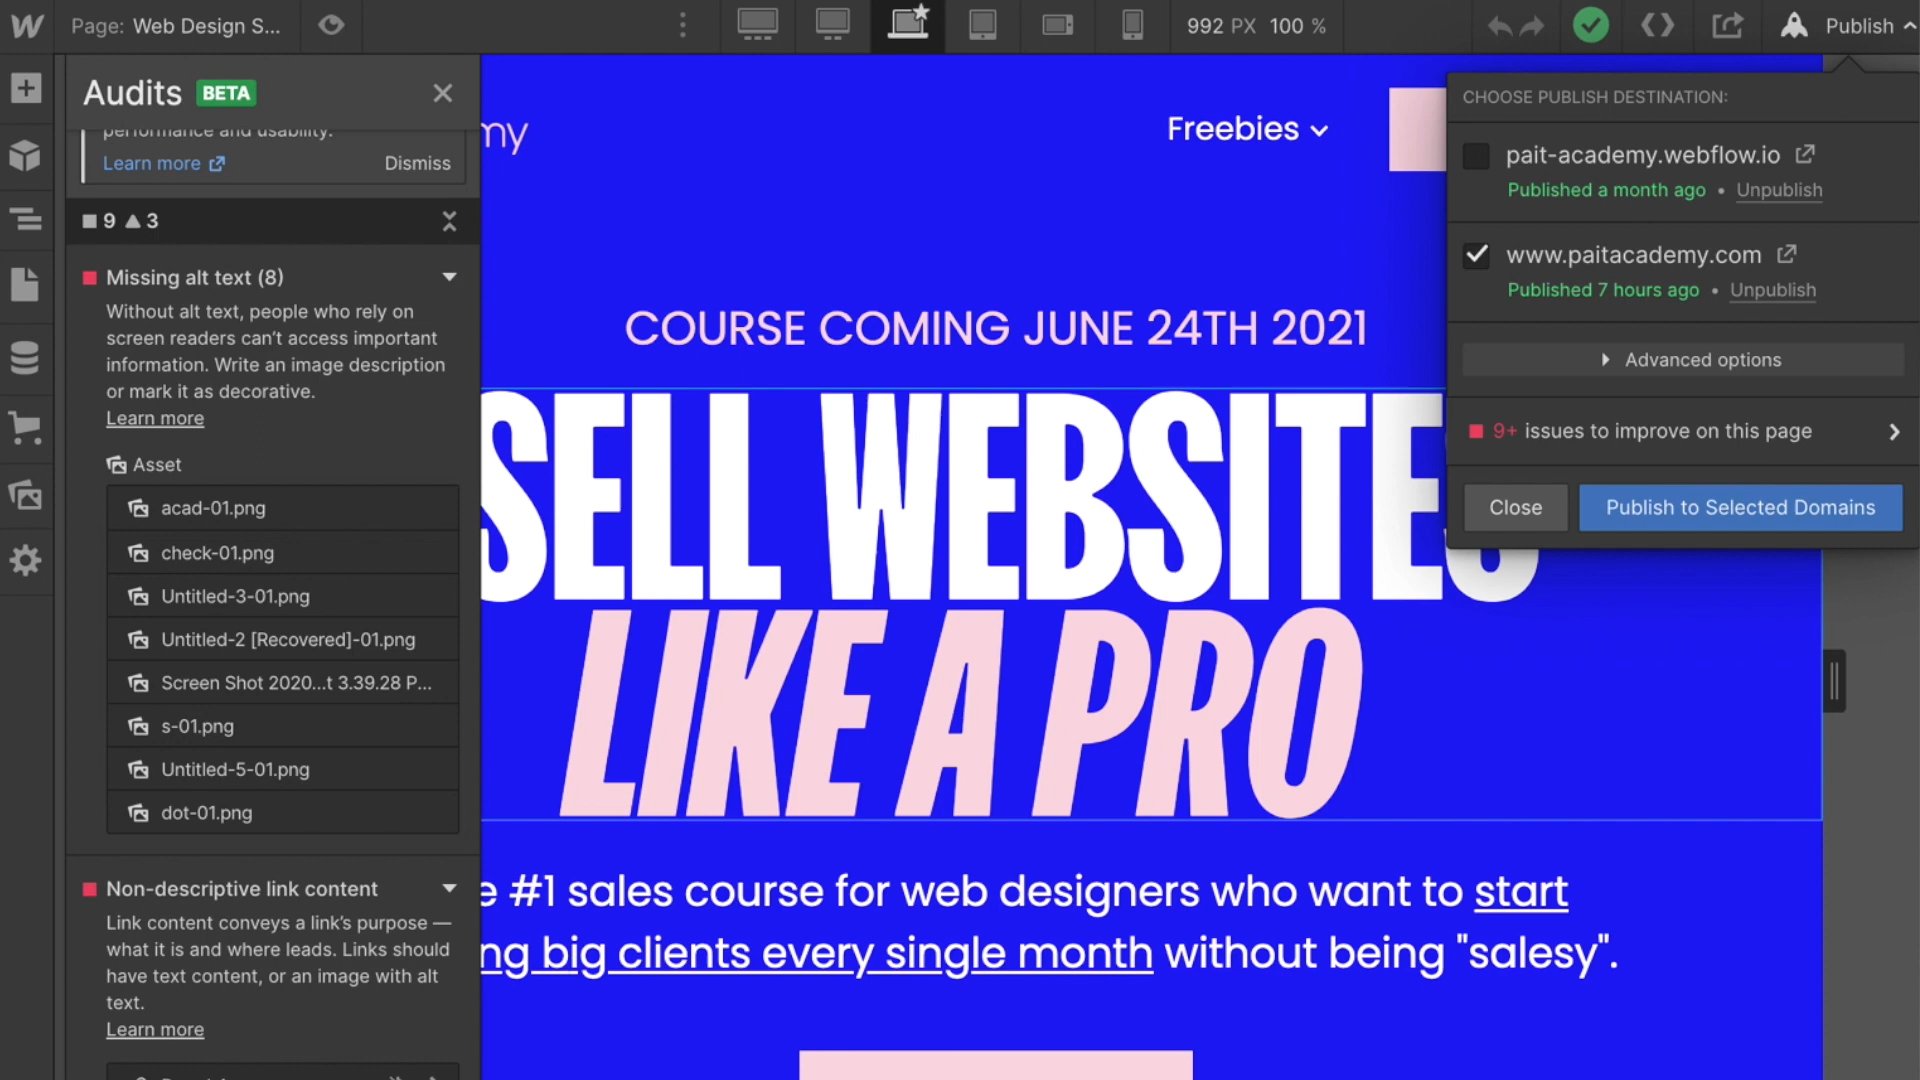 Page: Web Design S...
992 PX 100 %
Publish
Audits BETA
performance and usability.
Learn more
Dismiss
9 3
Missing alt text (8)
Without alt text, people who rely on
screen readers can't access important
information. Write an image description
or mark it as decorative.
Learn more
Asset
acad-01.png
check-01.png
Untitled-3-01.png
Untitled-2 [Recovered]-01.png
Screen Shot 2020...t 3.39.28 P...
s-01.png
Untitled-5-01.png
dot-01.png
Non-descriptive link content
Link content conveys a link's purpose —
what it is and where leads. Links should
have text content, or an image with alt
text.
Learn more
my
Freebies
COURSE COMING JUNE 24TH 2021
SELL WEBSITES
LIKE A PRO
e #1 sales course for web designers who want to start
ng big clients every single month without being "salesy".
CHOOSE PUBLISH DESTINATION:
pait-academy.webflow.io
Published a month ago • Unpublish
www.paitacademy.com
Published 7 hours ago • Unpublish
Advanced options
9+ issues to improve on this page
Close
Publish to Selected Domains